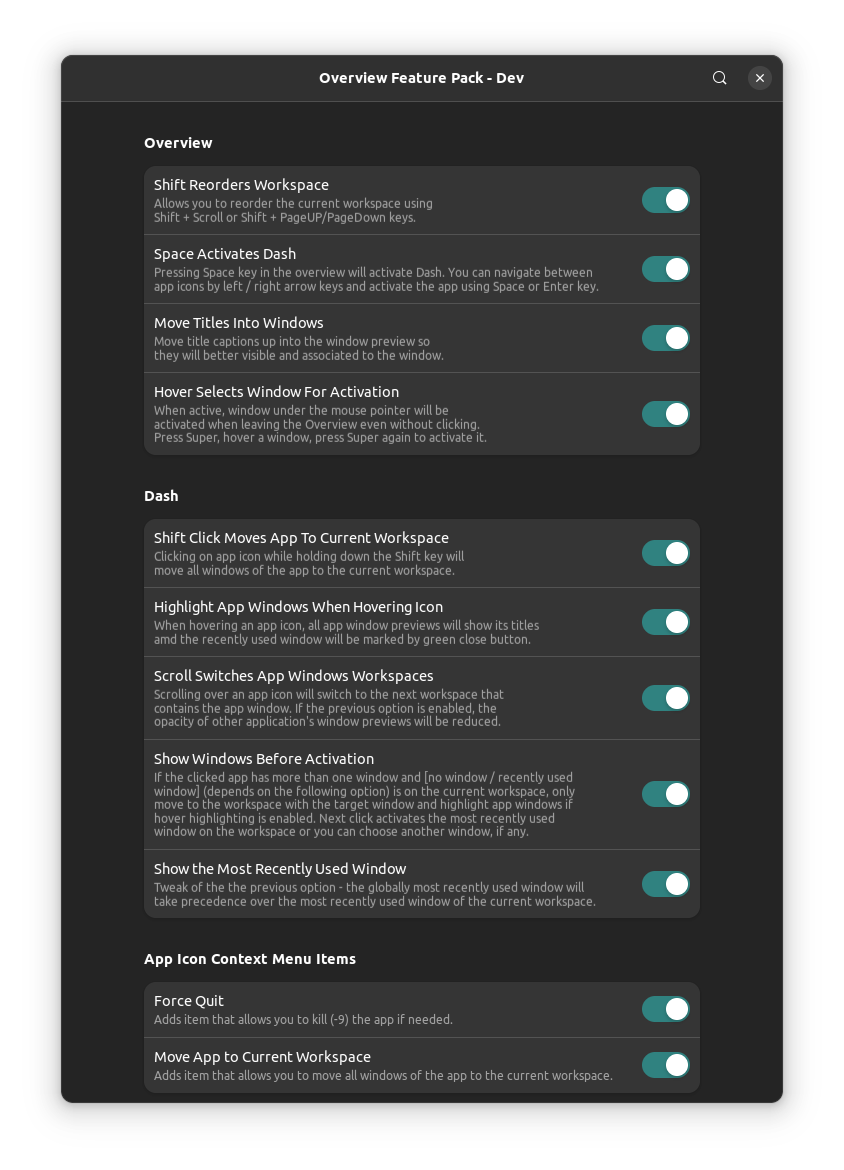 Overview Feature Pack - Dev
Overview
Shift Reorders Workspace
Allows you to reorder the current workspace using
Shift + Scroll or Shift + PageUP/PageDown keys.
Space Activates Dash
Pressing Space key in the overview will activate Dash. You can navigate between
app icons by left / right arrow keys and activate the app using Space or Enter key.
Move Titles Into Windows
Move title captions up into the window preview so
they will better visible and associated to the window.
Hover Selects Window For Activation
When active, window under the mouse pointer will be
activated when leaving the Overview even without clicking.
Press Super, hover a window, press Super again to activate it.
Dash
Shift Click Moves App To Current Workspace
Clicking on app icon while holding down the Shift key will
move all windows of the app to the current workspace.
Highlight App Windows When Hovering Icon
When hovering an app icon, all app window previews will show its titles
amd the recently used window will be marked by green close button.
Scroll Switches App Windows Workspaces
Scrolling over an app icon will switch to the next workspace that
contains the app window. If the previous option is enabled, the
opacity of other application's window previews will be reduced.
Show Windows Before Activation
If the clicked app has more than one window and [no window / recently used
window] (depends on the following option) is on the current workspace, only
move to the workspace with the target window and highlight app windows if
hover highlighting is enabled. Next click activates the most recently used
window on the workspace or you can choose another window, if any.
Show the Most Recently Used Window
Tweak of the the previous option - the globally most recently used window will
take precedence over the most recently used window of the current workspace.
App Icon Context Menu Items
Force Quit
Adds item that allows you to kill (-9) the app if needed.
Move App to Current Workspace
Adds item that allows you to move all windows of the app to the current workspace.